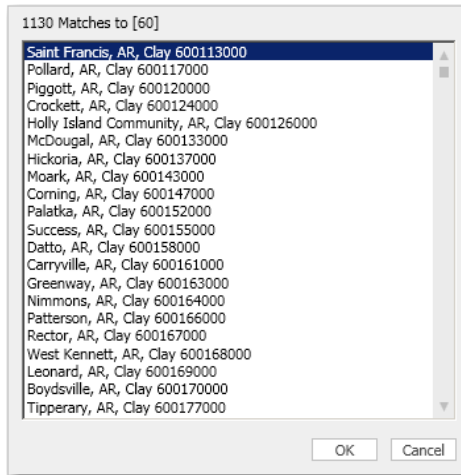 1130 Matches to [60]
Saint Francis, AR, Clay 600113000
Pollard, AR, Clay 600117000
Piggott, AR, Clay 600120000
Crockett, AR, Clay 600124000
Holly Island Community, AR, Clay 600126000
McDougal, AR, Clay 600133000
Hickoria, AR, Clay 600137000
Moark, AR, Clay 600143000
Corning, AR, Clay 600147000
Palatka, AR, Clay 600152000
Success, AR, Clay 600155000
Datto, AR, Clay 600158000
Carryville, AR, Clay 600161000
Greenway, AR, Clay 600163000
Nimmons, AR, Clay 600164000
Patterson, AR, Clay 600166000
Rector, AR, Clay 600167000
West Kennett, AR, Clay 600168000
Leonard, AR, Clay 600169000
Boydsville, AR, Clay 600170000
Tipperary, AR, Clay 600177000
OK Cancel